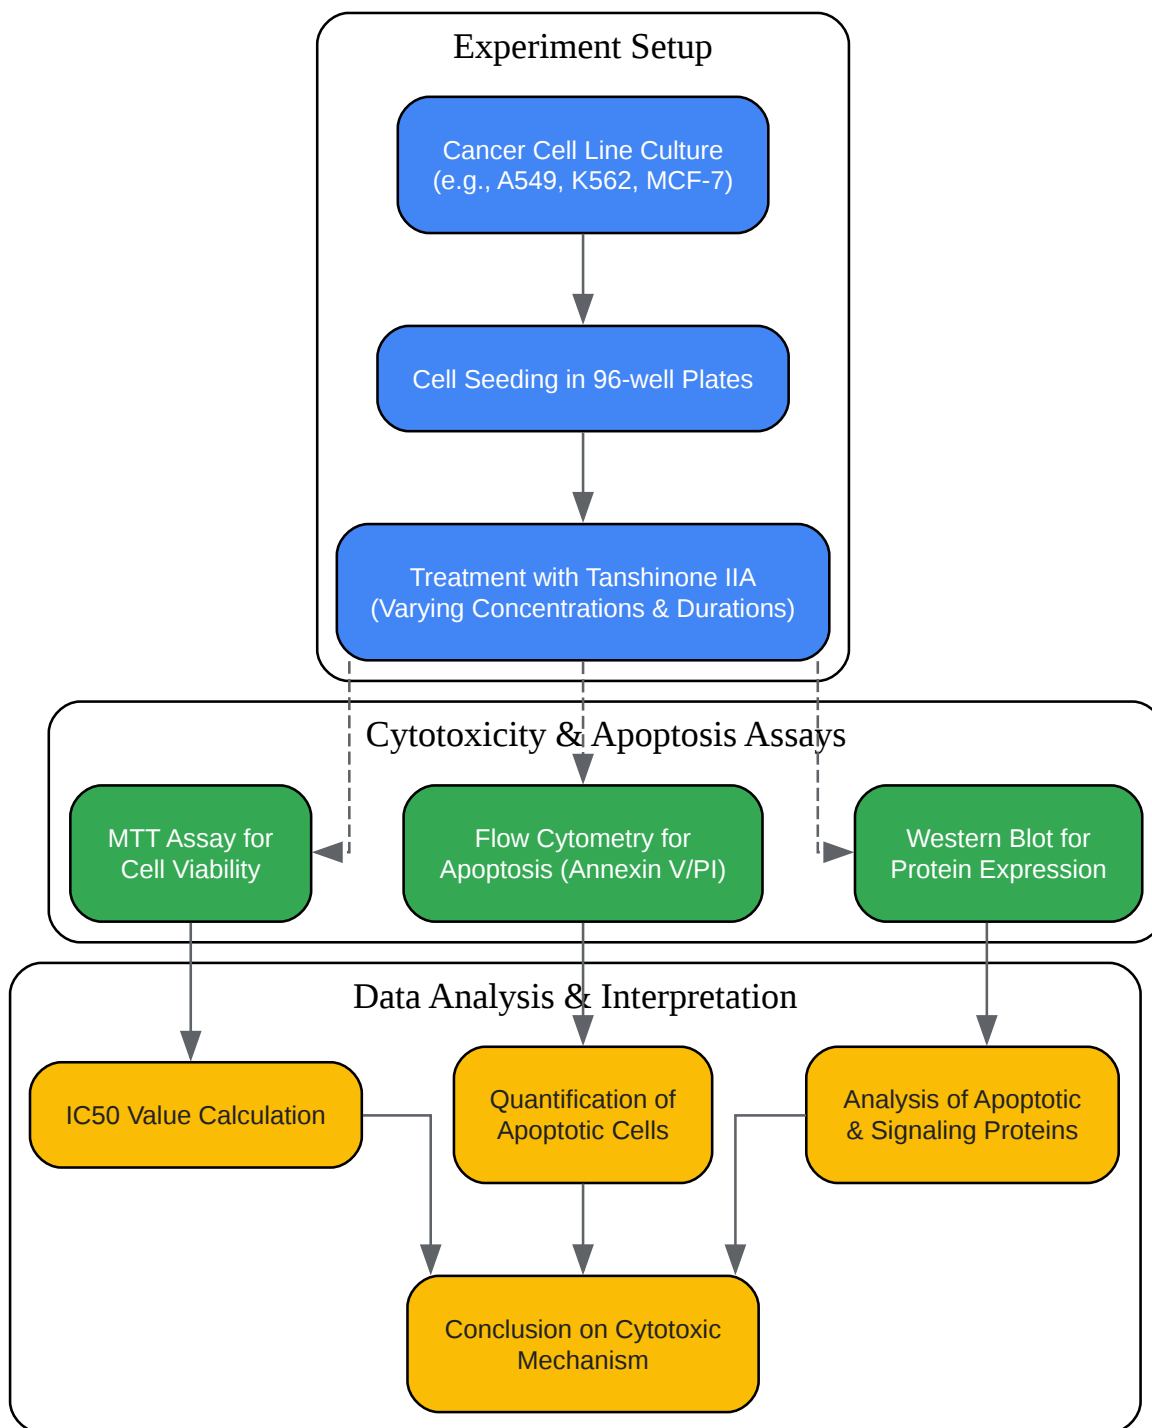 Experiment Setup
Cancer Cell Line Culture
(e.g., A549, K562, MCF-7)
Cell Seeding in 96-well Plates
Treatment with Tanshinone IIA
(Varying Concentrations & Durations)
Cytotoxicity & Apoptosis Assays
MTT Assay for
Cell Viability
Flow Cytometry for
Apoptosis (Annexin V/PI)
Western Blot for
Protein Expression
Data Analysis & Interpretation
IC50 Value Calculation
Quantification of
Apoptotic Cells
Analysis of Apoptotic
& Signaling Proteins
Conclusion on Cytotoxic
Mechanism